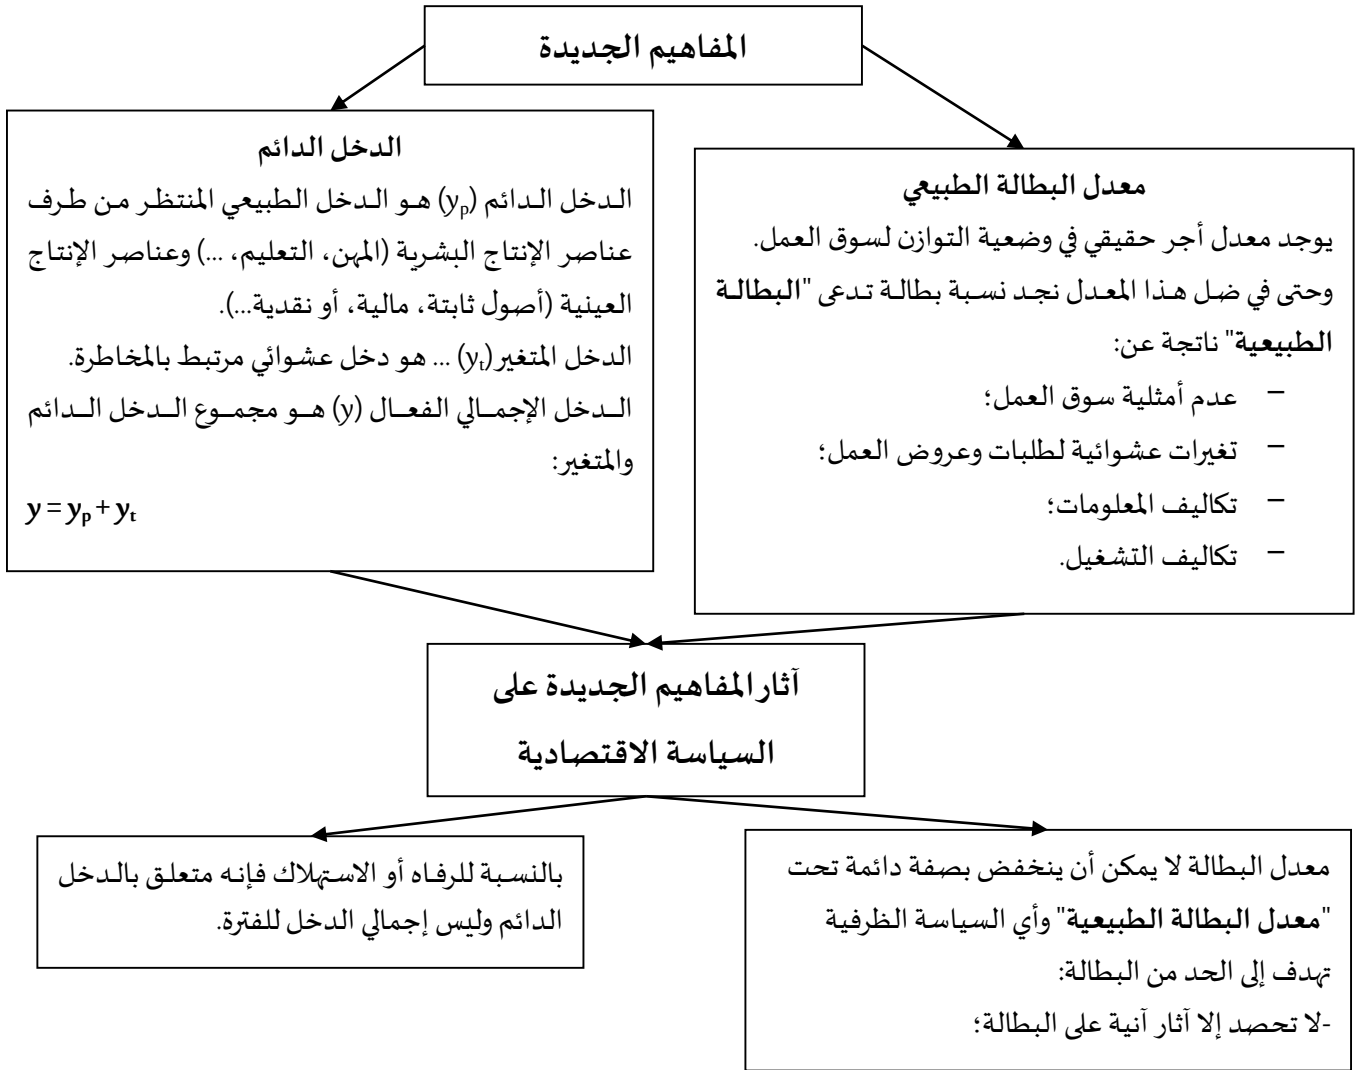 المفاهيم الجديدة
معدل البطالة الطبيعي
يوجد معدل أجر حقيقي في وضعية التوازن لسوق العمل.
وحتى في ضل هذا المعدل نجد نسبة بطالة تدعى "البطالة
الطبيعية" ناتجة عن:
– عدم أمثلية سوق العمل؛
– تغيرات عشوائية لطلبات وعروض العمل؛
– تكاليف المعلومات؛
– تكاليف التشغيل.
الدخل الدائم
الدخل الدائم (yp) هو الدخل الطبيعي المنتظر من طرف
عناصر الإنتاج البشرية (المهن، التعليم، ...) وعناصر الإنتاج
العينية (أصول ثابتة، مالية، أو نقدية...).
الدخل المتغير(yt) ... هو دخل عشوائي مرتبط بالمخاطرة.
الدخل الإجمالي الفعال (y) هو مجموع الدخل الدائم
والمتغير:
y = yp + yt
آثار المفاهيم الجديدة على
السياسة الاقتصادية
معدل البطالة لا يمكن أن ينخفض بصفة دائمة تحت
"معدل البطالة الطبيعية" وأي السياسة الظرفية
تهدف إلى الحد من البطالة:
-لا تحصد إلا آثار آنية على البطالة؛
بالنسبة للرفاه أو الاستهلاك فإنه متعلق بالدخل
الدائم وليس إجمالي الدخل للفترة.